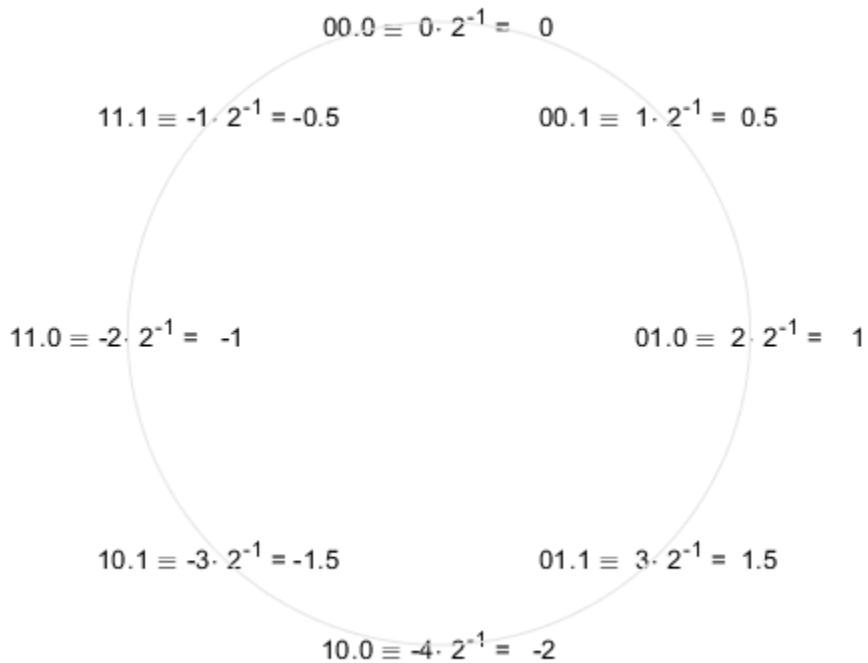 00.0 ≡ 0· 2⁻¹ = 0
11.1 ≡ -1· 2⁻¹ = -0.5
00.1 ≡ 1· 2⁻¹ = 0.5
11.0 ≡ -2· 2⁻¹ = -1
01.0 ≡ 2· 2⁻¹ = 1
10.1 ≡ -3· 2⁻¹ = -1.5
01.1 ≡ 3· 2⁻¹ = 1.5
10.0 ≡ -4· 2⁻¹ = -2